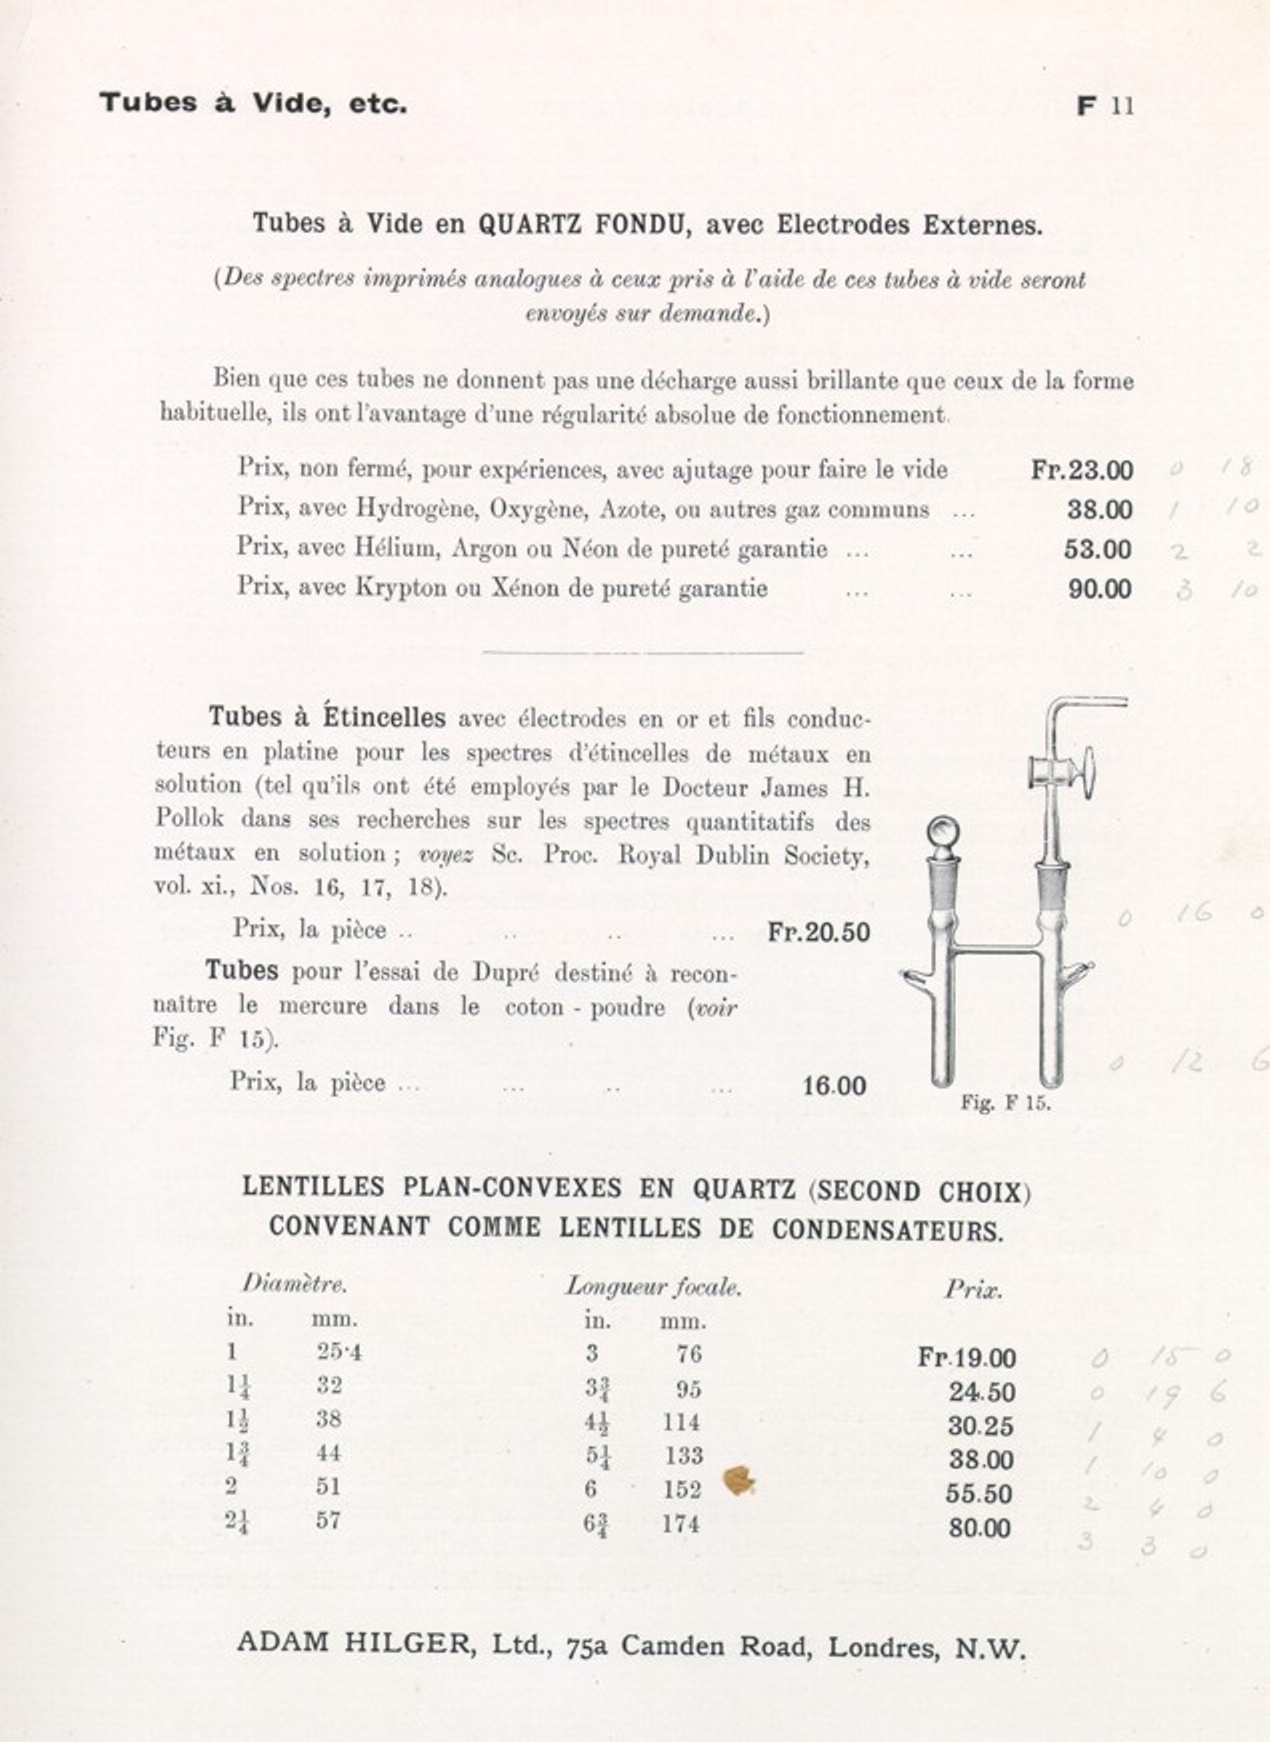 Tubes à Vide, etc. F 11
Tubes à Vide en QUARTZ FONDU, avec Electrodes Externes.
(Des spectres imprimés analogues à ceux pris à l'aide de ces tubes à vide seront
envoyés sur demande.)
Bien que ces tubes ne donnent pas une décharge aussi brillante que ceux de la forme
habituelle, ils ont l'avantage d'une régularité absolue de fonctionnement.
Prix, non fermé, pour expériences, avec ajutage pour faire le vide Fr.23.00 0 18
Prix, avec Hydrogène, Oxygène, Azote, ou autres gaz communs ... 38.00 1 10
Prix, avec Hélium, Argon ou Néon de pureté garantie ... ... 53.00 2 2
Prix, avec Krypton ou Xénon de pureté garantie ... ... 90.00 3 10
Tubes à Étincelles avec électrodes en or et fils conduc-
teurs en platine pour les spectres d'étincelles de métaux en
solution (tel qu'ils ont été employés par le Docteur James H.
Pollok dans ses recherches sur les spectres quantitatifs des
métaux en solution ; voyez Sc. Proc. Royal Dublin Society,
vol. xi., Nos. 16, 17, 18).
Prix, la pièce .. .. .. ... Fr.20.50 0 16 0
Tubes pour l'essai de Dupré destiné à recon-
naître le mercure dans le coton - poudre (voir
Fig. F 15).
Prix, la pièce ... ... .. ... 16.00 0 12 6
Fig. F 15.
LENTILLES PLAN-CONVEXES EN QUARTZ (SECOND CHOIX)
CONVENANT COMME LENTILLES DE CONDENSATEURS.
Diamètre. Longueur focale. Prix.
in. mm. in. mm.
1 25·4 3 76 Fr.19.00 0 15 0
1¼ 32 3¾ 95 24.50 0 19 6
1½ 38 4½ 114 30.25 1 4 0
1¾ 44 5¼ 133 38.00 1 10 0
2 51 6 152 55.50 2 4 0
2¼ 57 6¾ 174 80.00 3 3 0
ADAM HILGER, Ltd., 75a Camden Road, Londres, N.W.